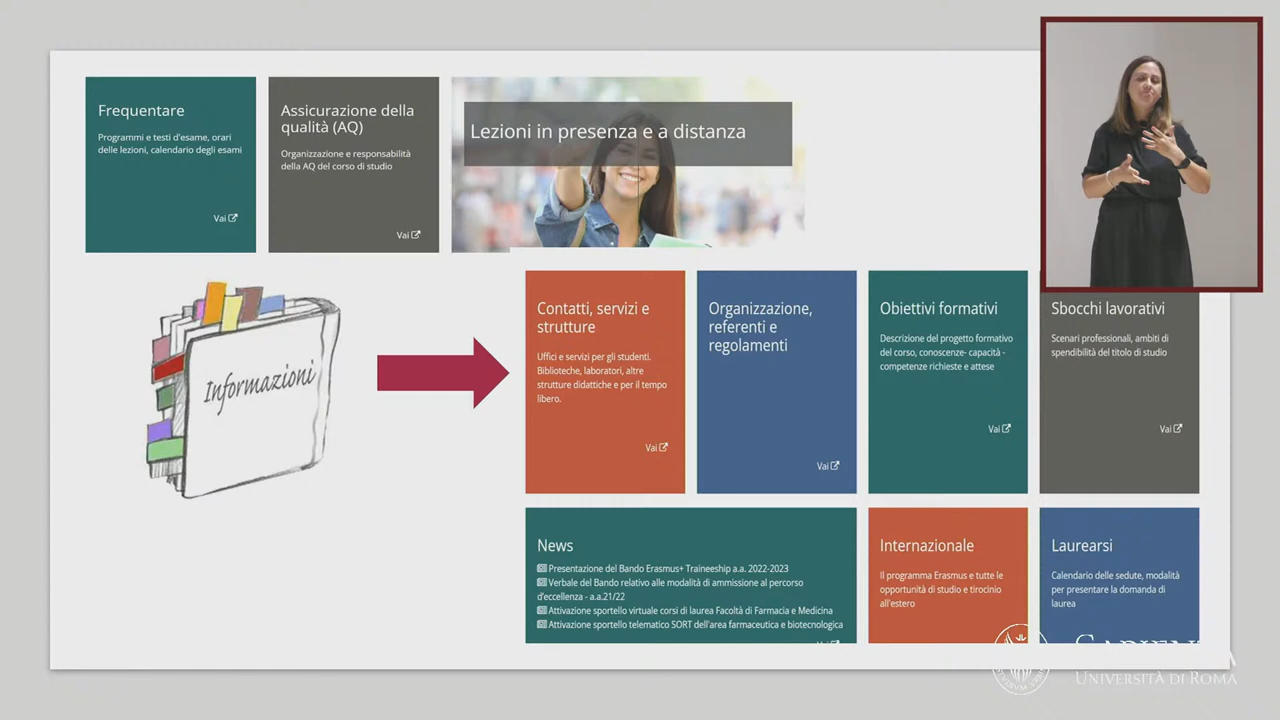 Frequentare
Programmi e testi d'esame, orari
delle lezioni, calendario degli esami
Vai
Assicurazione della
qualità (AQ)
Organizzazione e responsabilità
della AQ del corso di studio
Vai
Lezioni in presenza e a distanza
Informazioni
Contatti, servizi e
strutture
Uffici e servizi per gli studenti.
Biblioteche, laboratori, altre
strutture didattiche e per il tempo
libero.
Vai
Organizzazione,
referenti e
regolamenti
Vai
Obiettivi formativi
Descrizione del progetto formativo
del corso, conoscenze- capacità -
competenze richieste e attese
Vai
Sbocchi lavorativi
Scenari professionali, ambiti di
spendibilità del titolo di studio
Vai
News
Presentazione del Bando Erasmus+ Traineeship a.a. 2022-2023
Verbale del Bando relativo alle modalità di ammissione al percorso
d'eccellenza - a.a.21/22
Attivazione sportello virtuale corsi di laurea Facoltà di Farmacia e Medicina
Attivazione sportello telematico SORT dell'area farmaceutica e biotecnologica
Internazionale
Il programma Erasmus e tutte le
opportunità di studio e tirocinio
all'estero
Laurearsi
Calendario delle sedute, modalità
per presentare la domanda di
laurea
Sapienza
Università di Roma